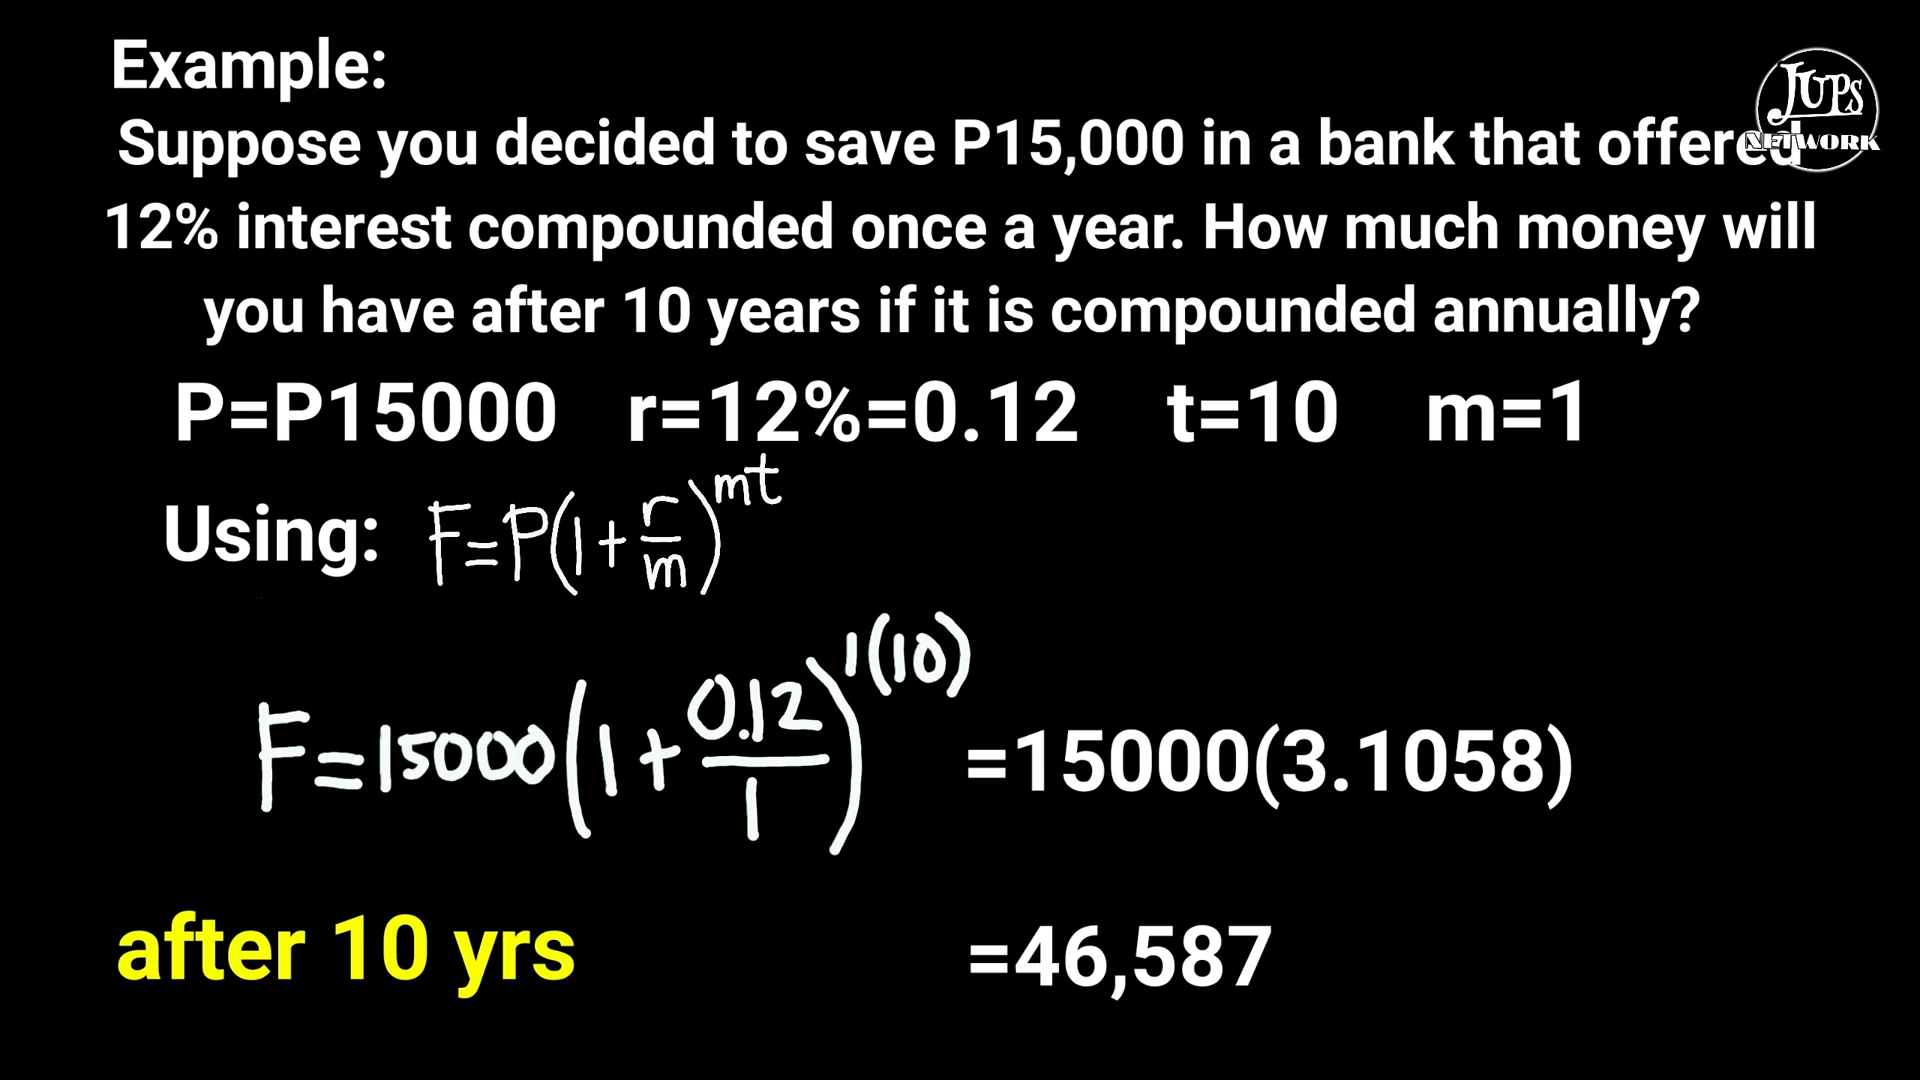 Example:
JUPS
NETWORK
Suppose you decided to save P15,000 in a bank that offered
12% interest compounded once a year. How much money will
you have after 10 years if it is compounded annually?
P=P15000 r=12%=0.12 t=10 m=1
Using: F=P(1+r/m)^mt
F=15000(1+0.12/1)^1(10) =15000(3.1058)
after 10 yrs =46,587